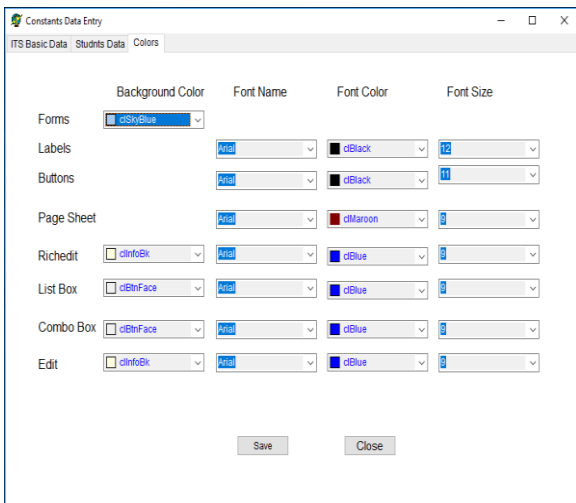 Constants Data Entry
ITS Basic Data Studnts Data Colors
Background Color Font Name Font Color Font Size
Forms clSkyBlue
Labels Arial clBlack 12
Buttons Arial clBlack 11
Page Sheet Arial clMaroon 9
Richedit clInfoBk Arial clBlue 9
List Box clBtnFace Arial clBlue 9
Combo Box clBtnFace Arial clBlue 9
Edit clInfoBk Arial clBlue 9
Save Close